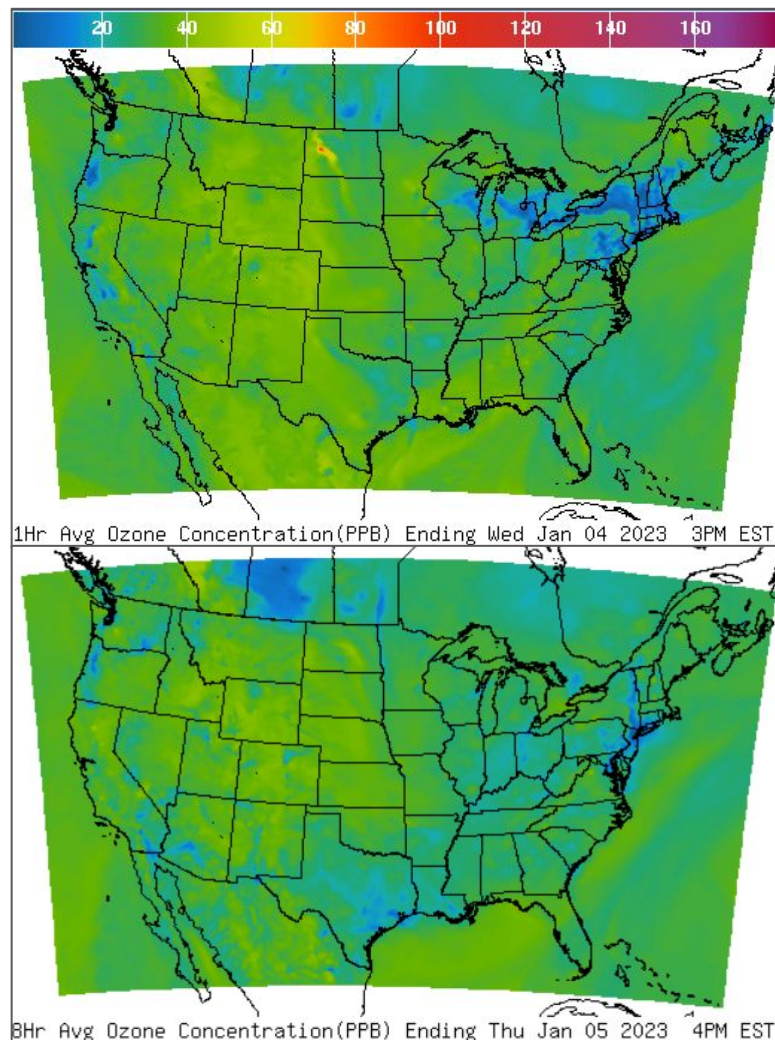 20 40 60 80 100 120 140 160
1Hr Avg Ozone Concentration(PPB) Ending Wed Jan 04 2023 3PM EST
8Hr Avg Ozone Concentration(PPB) Ending Thu Jan 05 2023 4PM EST